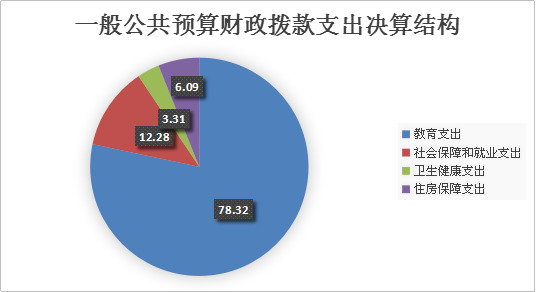 一般公共预算财政拨款支出决算结构
6.09
3.31
12.28
78.32
教育支出
社会保障和就业支出
卫生健康支出
住房保障支出